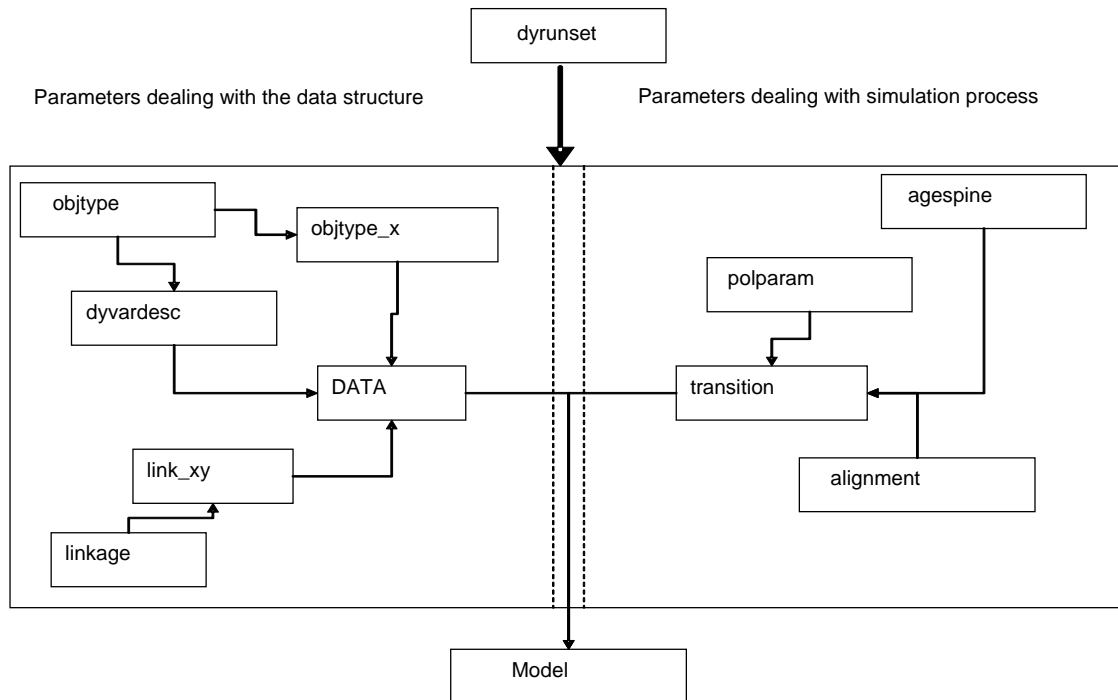 dyrunset
Parameters dealing with the data structure
Parameters dealing with simulation process
objtype
objtype_x
agespine
dyvardesc
polparam
DATA
transition
link_xy
alignment
linkage
Model